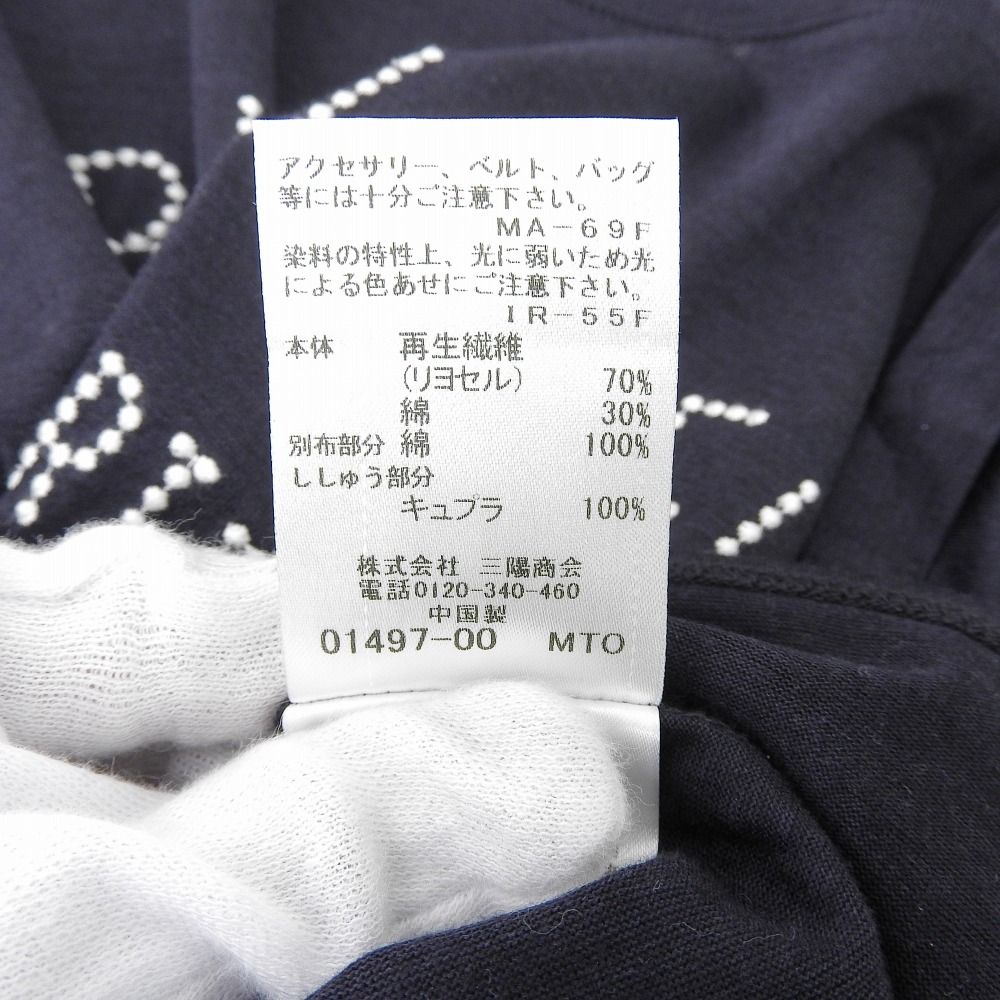 アクセサリー、ベルト、バッグ
等には十分ご注意下さい。
MA-69F
染料の特性上、光に弱いため光
による色あせにご注意下さい。
IR-55F
本体 再生繊維
(リヨセル) 70%
綿 30%
別布部分 綿 100%
ししゅう部分
キュプラ 100%
株式会社 三陽商会
電話0120-340-460
中国製
01497-00 MTO